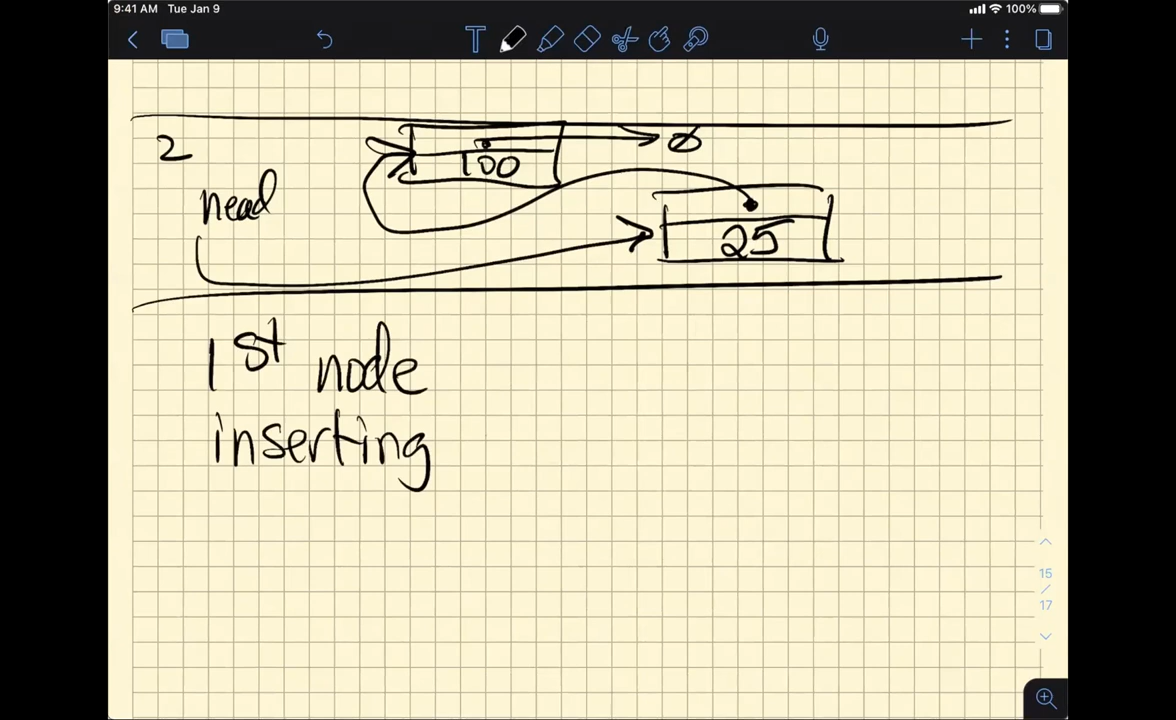 9:41 AM Tue Jan 9
100%
2
100
Ø
head
25
1st node
inserting
15
/
17